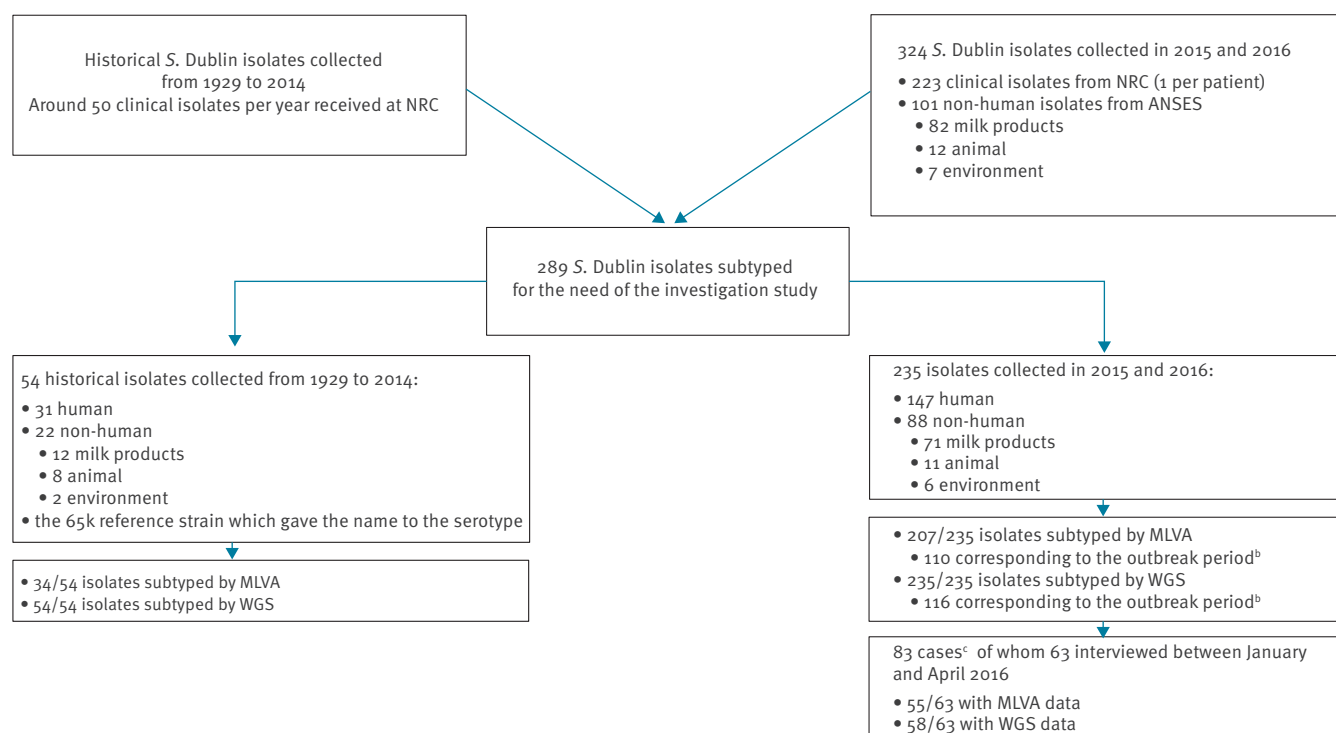 Historical S. Dublin isolates collected
from 1929 to 2014
Around 50 clinical isolates per year received at NRC
324 S. Dublin isolates collected in 2015 and 2016
• 223 clinical isolates from NRC (1 per patient)
• 101 non-human isolates from ANSES
• 82 milk products
• 12 animal
• 7 environment
289 S. Dublin isolates subtyped
for the need of the investigation study
54 historical isolates collected from 1929 to 2014:
• 31 human
• 22 non-human
• 12 milk products
• 8 animal
• 2 environment
• the 65k reference strain which gave the name to the serotype
• 34/54 isolates subtyped by MLVA
• 54/54 isolates subtyped by WGS
235 isolates collected in 2015 and 2016:
• 147 human
• 88 non-human
• 71 milk products
• 11 animal
• 6 environment
• 207/235 isolates subtyped by MLVA
• 110 corresponding to the outbreak periodᵇ
• 235/235 isolates subtyped by WGS
• 116 corresponding to the outbreak periodᵇ
83 casesᶜ of whom 63 interviewed between January
and April 2016
• 55/63 with MLVA data
• 58/63 with WGS data